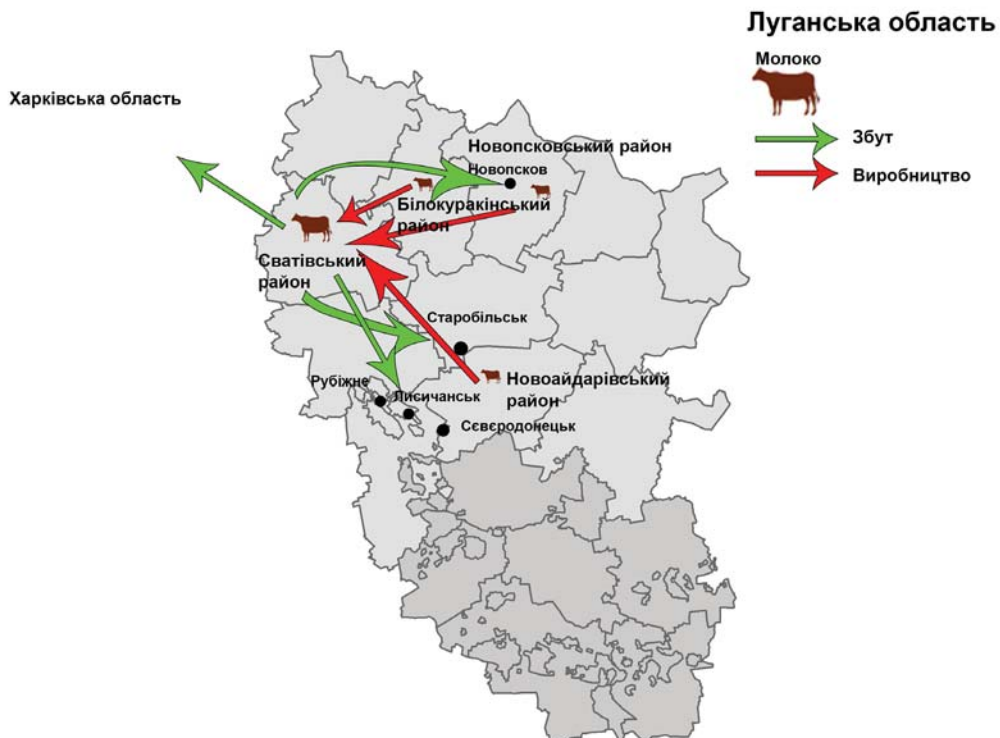 Луганська область
Молоко
Збут
Виробництво
Харківська область
Новопсковський район
Новопсков
Білокуракінський
район
Сватівський
район
Старобільськ
Новоайдарівський
район
Рубіжне
Лисичанськ
Сєвєродонецьк